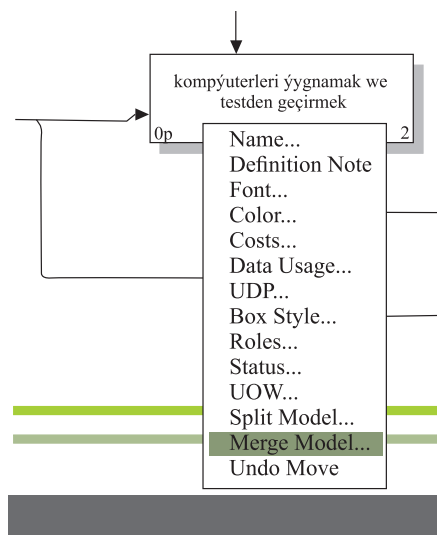 kompýuterleri ýygnamak we
testden geçirmek
0p 2
Name...
Definition Note
Font...
Color...
Costs...
Data Usage...
UDP...
Box Style...
Roles...
Status...
UOW...
Split Model...
Merge Model...
Undo Move